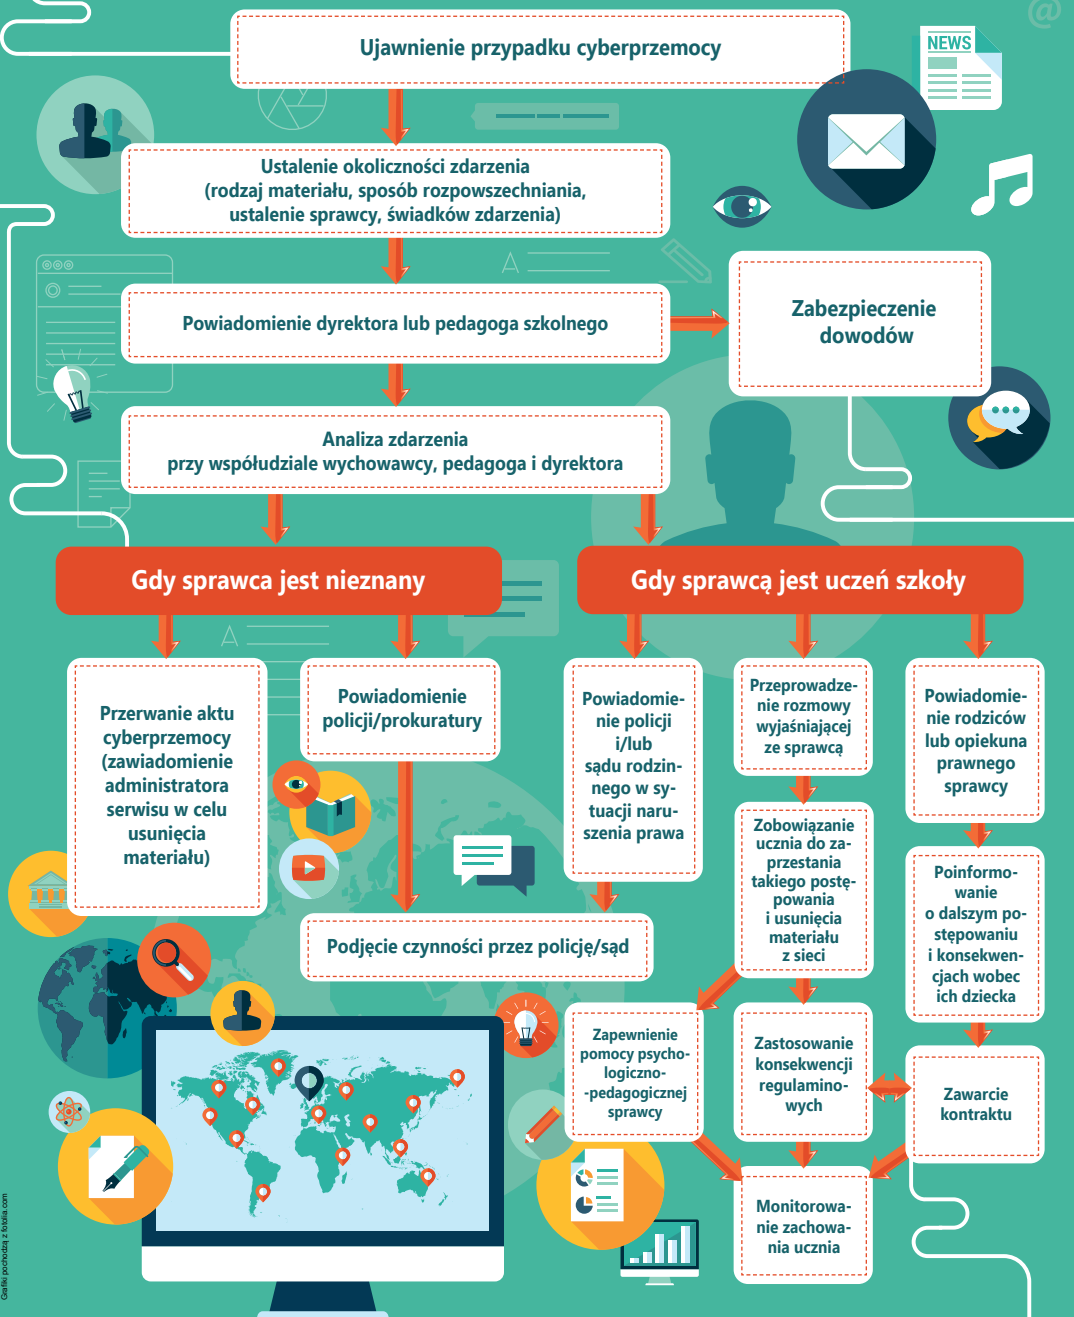 @
NEWS
Ujawnienie przypadku cyberprzemocy
Ustalenie okoliczności zdarzenia
(rodzaj materiału, sposób rozpowszechniania,
ustalenie sprawcy, świadków zdarzenia)
A
Powiadomienie dyrektora lub pedagoga szkolnego
Zabezpieczenie
dowodów
Analiza zdarzenia
przy współudziale wychowawcy, pedagoga i dyrektora
Gdy sprawca jest nieznany
Gdy sprawcą jest uczeń szkoły
A
Przerwanie aktu
cyberprzemocy
(zawiadomienie
administratora
serwisu w celu
usunięcia
materiału)
Powiadomienie
policji/prokuratury
Powiadomie-
nie policji
i/lub
sądu rodzin-
nego w sy-
tuacji naru-
szenia prawa
Przeprowadze-
nie rozmowy
wyjaśniającej
ze sprawcą
Powiadomie-
nie rodziców
lub opiekuna
prawnego
sprawcy
Zobowiązanie
ucznia do za-
przestania
takiego postę-
powania
i usunięcia
materiału
z sieci
Poinformo-
wanie
o dalszym po-
stępowaniu
i konsekwen-
cjach wobec
ich dziecka
Podjęcie czynności przez policję/sąd
Zapewnienie
pomocy psycho-
logiczno-
-pedagogicznej
sprawcy
Zastosowanie
konsekwencji
regulamino-
wych
Zawarcie
kontraktu
Monitorowa-
nie zachowa-
nia ucznia
Grafiki pochodzą z fotolia.com